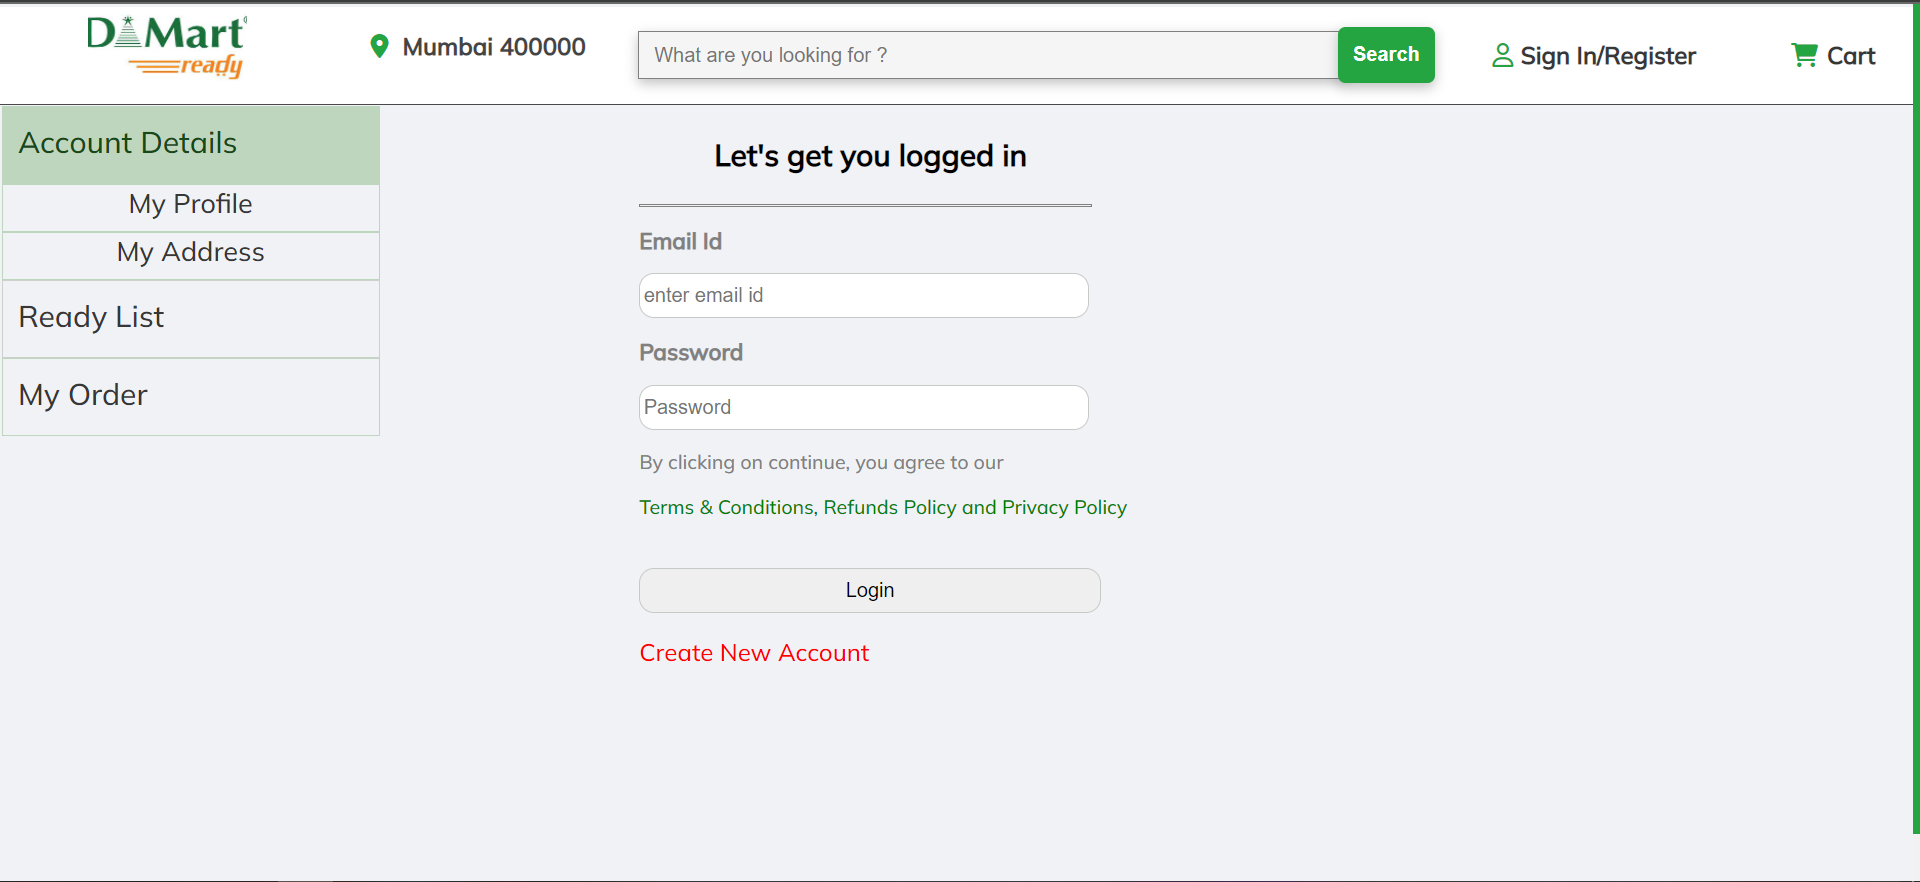 DMart
ready
Mumbai 400000
What are you looking for ?
Search
Sign In/Register
Cart
Account Details
My Profile
My Address
Ready List
My Order
Let's get you logged in
Email Id
enter email id
Password
Password
By clicking on continue, you agree to our
Terms & Conditions, Refunds Policy and Privacy Policy
Login
Create New Account